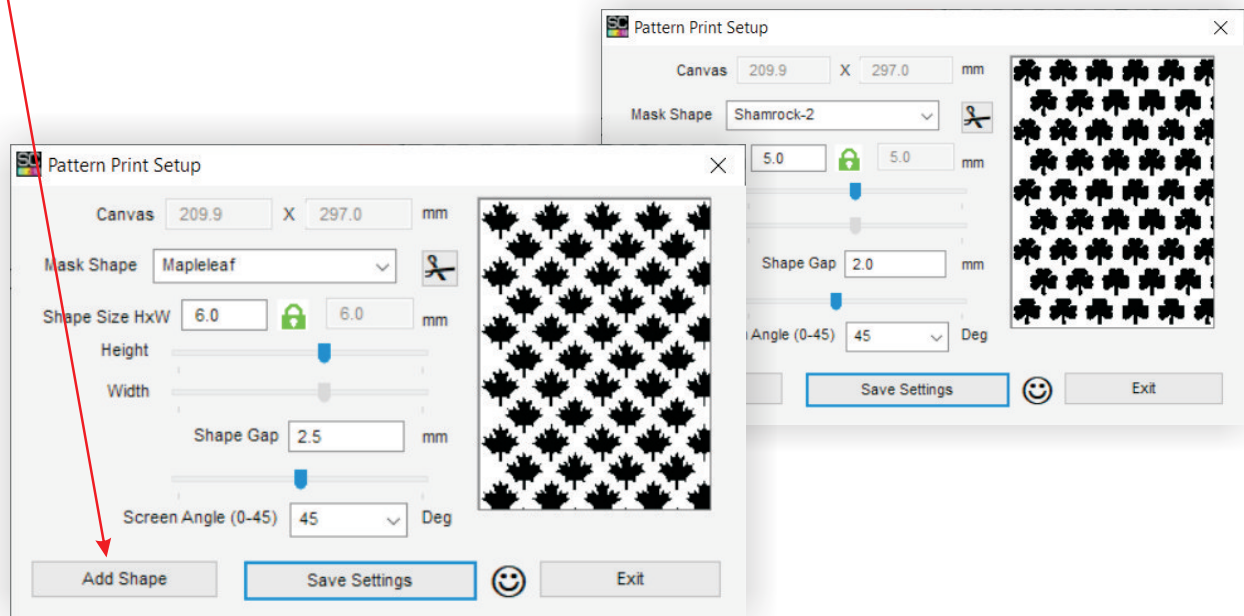 SC Pattern Print Setup
Canvas 209.9 X 297.0 mm
Mask Shape Shamrock-2
5.0 5.0 mm
Shape Gap 2.0 mm
Angle (0-45) 45 Deg
Save Settings Exit
SC Pattern Print Setup
Canvas 209.9 X 297.0 mm
Mask Shape Mapleleaf
Shape Size HxW 6.0 6.0 mm
Height
Width
Shape Gap 2.5 mm
Screen Angle (0-45) 45 Deg
Add Shape Save Settings Exit